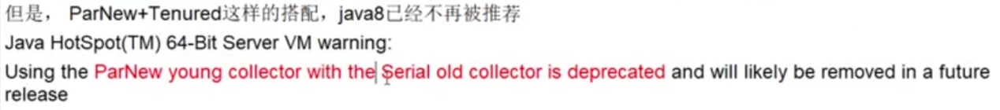 但是， ParNew+Tenured这样的搭配，java8已经不再被推荐
Java HotSpot(TM) 64-Bit Server VM warning:
Using the ParNew young collector with the Serial old collector is deprecated and will likely be removed in a future
release